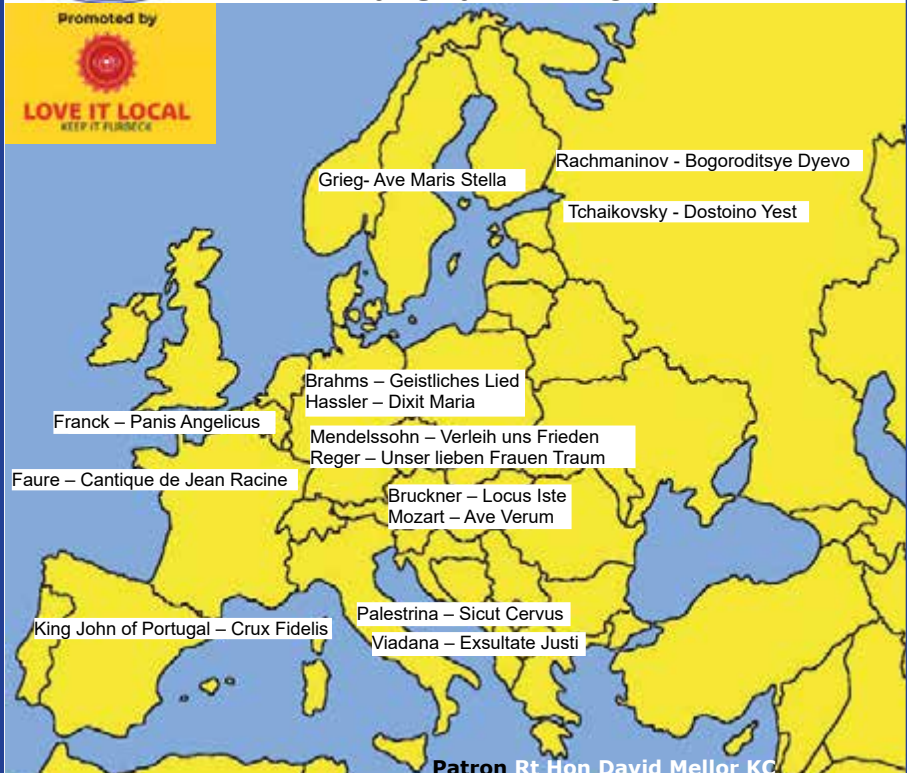 Promoted by
LOVE IT LOCAL
KEEP IT PURBECK
Rachmaninov - Bogoroditsye Dyevo
Grieg- Ave Maris Stella
Tchaikovsky - Dostoino Yest
Brahms – Geistliches Lied
Hassler – Dixit Maria
Franck – Panis Angelicus
Mendelssohn – Verleih uns Frieden
Reger – Unser lieben Frauen Traum
Faure – Cantique de Jean Racine
Bruckner – Locus Iste
Mozart – Ave Verum
Palestrina – Sicut Cervus
King John of Portugal – Crux Fidelis
Viadana – Exsultate Justi
Patron Rt Hon David Mellor KC